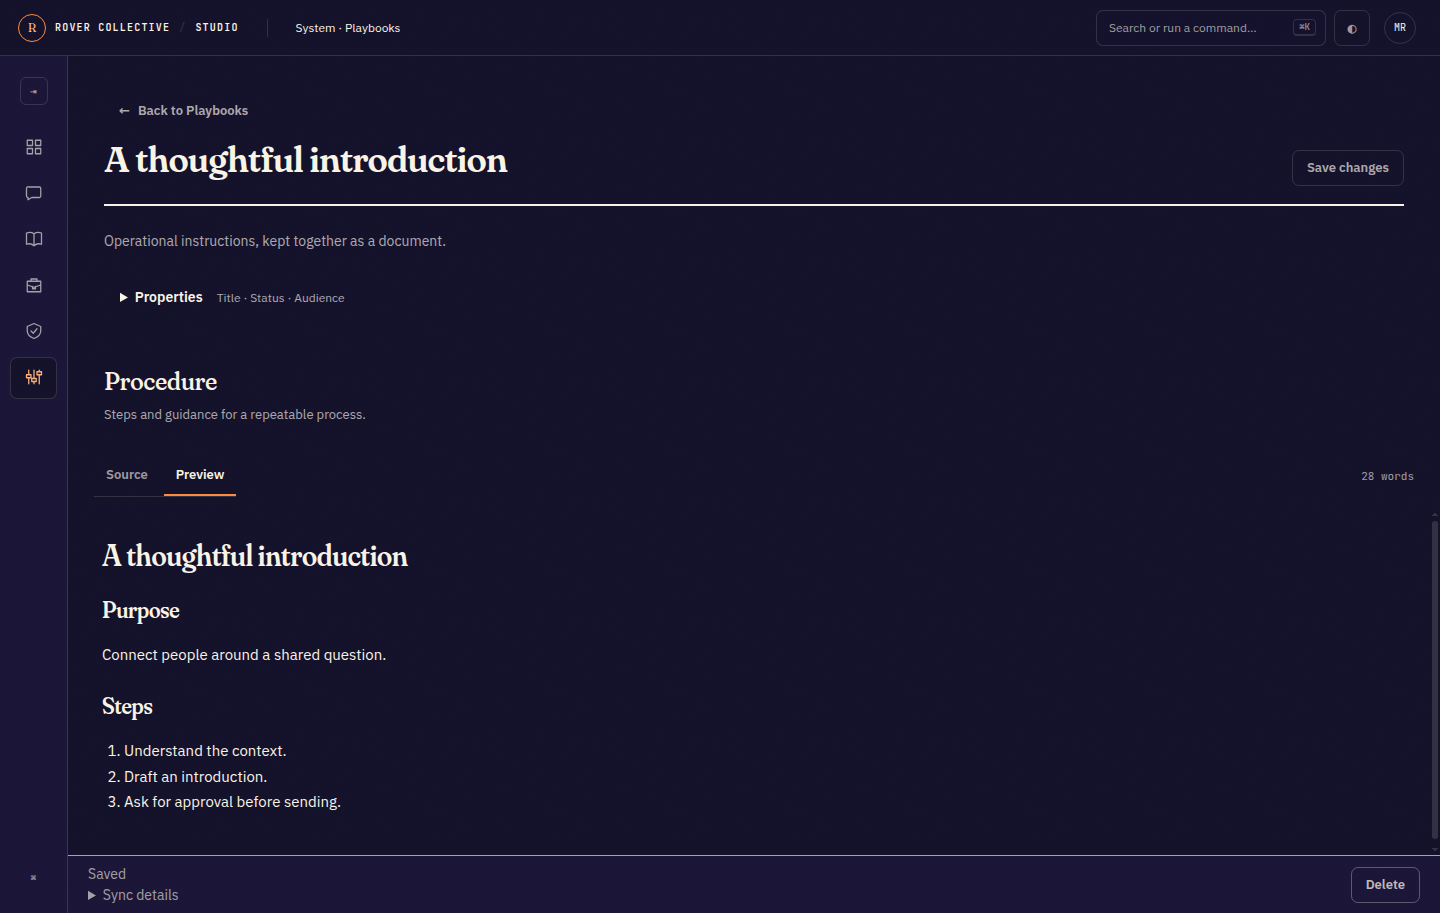 R ROVER COLLECTIVE / STUDIO
System · Playbooks
Search or run a command... ⌘K
MR
← Back to Playbooks
A thoughtful introduction
Save changes
Operational instructions, kept together as a document.
▶ Properties Title · Status · Audience
Procedure
Steps and guidance for a repeatable process.
Source Preview
28 words
A thoughtful introduction
Purpose
Connect people around a shared question.
Steps
1. Understand the context.
2. Draft an introduction.
3. Ask for approval before sending.
⌘
Saved
▶ Sync details
Delete